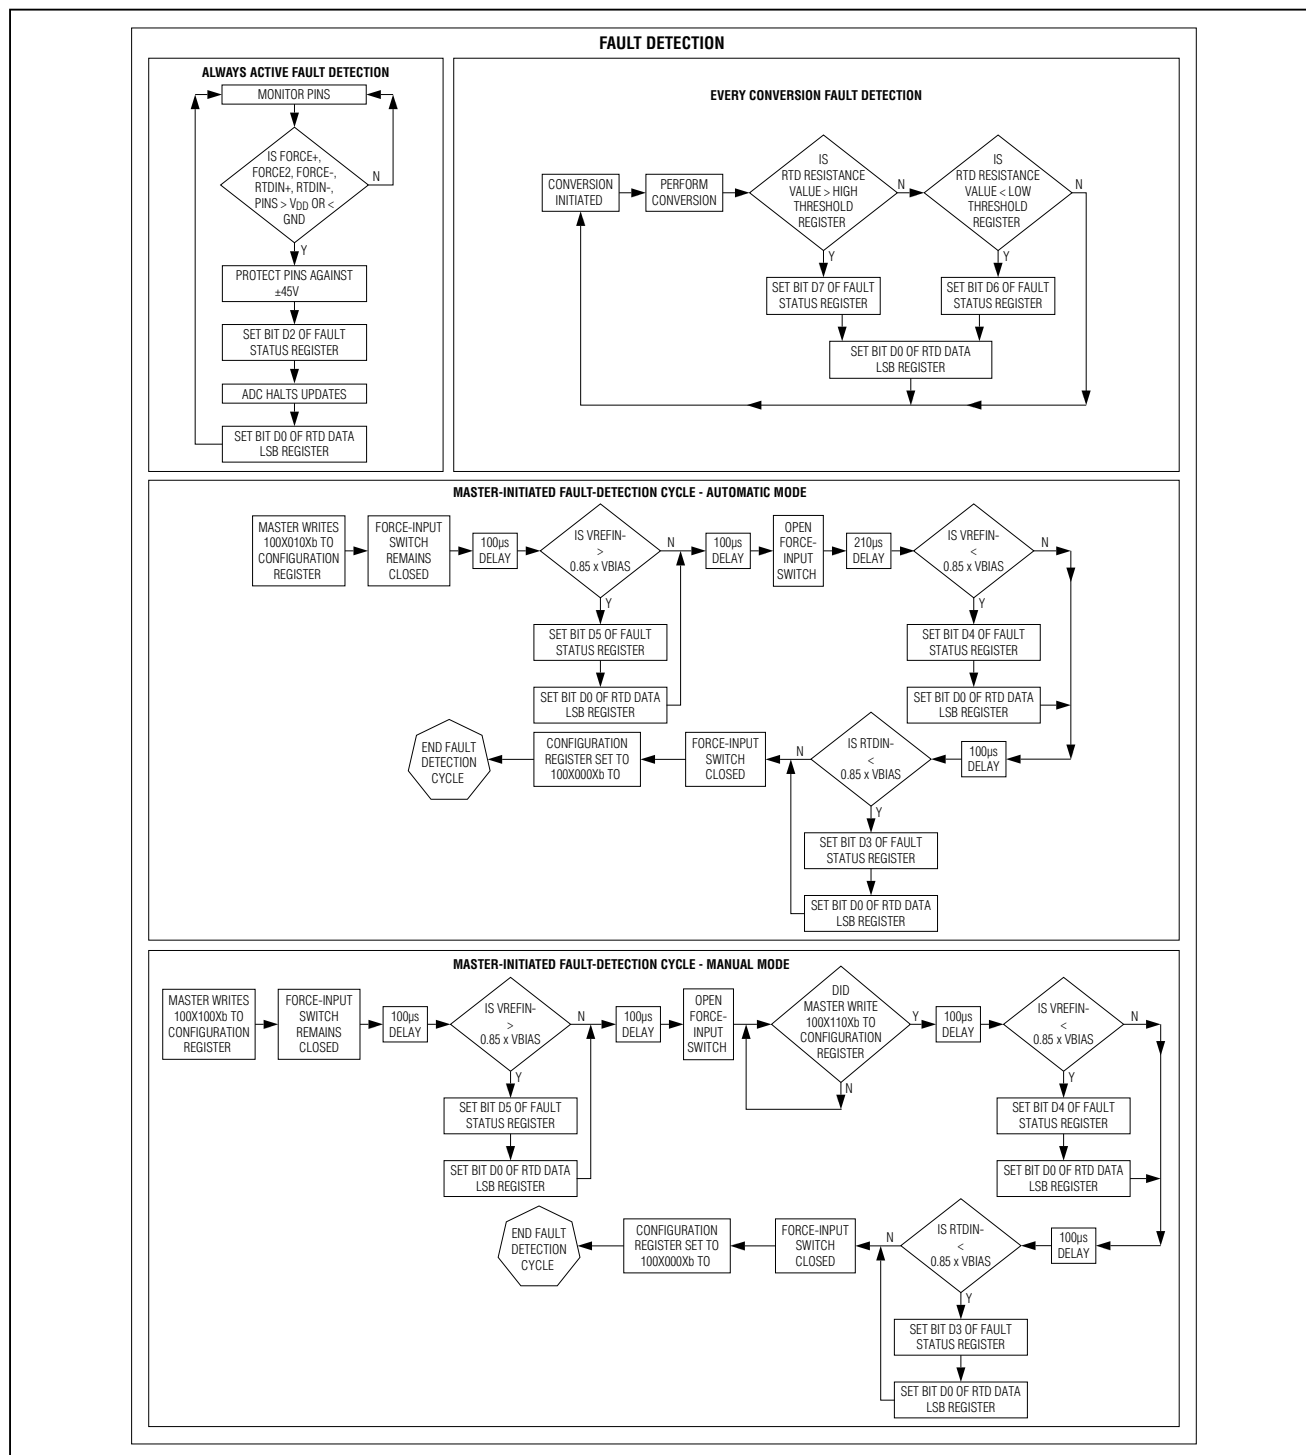 FAULT DETECTION
ALWAYS ACTIVE FAULT DETECTION
MONITOR PINS
IS FORCE+,
FORCE2, FORCE-,
RTDIN+, RTDIN-,
PINS > VDD OR <
GND
N
Y
PROTECT PINS AGAINST
±45V
SET BIT D2 OF FAULT
STATUS REGISTER
ADC HALTS UPDATES
SET BIT D0 OF RTD DATA
LSB REGISTER
EVERY CONVERSION FAULT DETECTION
CONVERSION
INITIATED
PERFORM
CONVERSION
IS
RTD RESISTANCE
VALUE > HIGH
THRESHOLD
REGISTER
N
Y
IS
RTD RESISTANCE
VALUE < LOW
THRESHOLD
REGISTER
N
Y
SET BIT D7 OF FAULT
STATUS REGISTER
SET BIT D6 OF FAULT
STATUS REGISTER
SET BIT D0 OF RTD DATA
LSB REGISTER
MASTER-INITIATED FAULT-DETECTION CYCLE - AUTOMATIC MODE
MASTER WRITES
100X010Xb TO
CONFIGURATION
REGISTER
FORCE-INPUT
SWITCH
REMAINS
CLOSED
100µs
DELAY
IS VREFIN-
>
0.85 x VBIAS
N
Y
SET BIT D5 OF FAULT
STATUS REGISTER
SET BIT D0 OF RTD DATA
LSB REGISTER
100µs
DELAY
OPEN
FORCE-
INPUT
SWITCH
210µs
DELAY
IS VREFIN-
<
0.85 x VBIAS
N
Y
SET BIT D4 OF FAULT
STATUS REGISTER
SET BIT D0 OF RTD DATA
LSB REGISTER
100µs
DELAY
IS RTDIN-
<
0.85 x VBIAS
N
Y
SET BIT D3 OF FAULT
STATUS REGISTER
SET BIT D0 OF RTD DATA
LSB REGISTER
FORCE-INPUT
SWITCH
CLOSED
CONFIGURATION
REGISTER SET TO
100X000Xb TO
END FAULT
DETECTION
CYCLE
MASTER-INITIATED FAULT-DETECTION CYCLE - MANUAL MODE
MASTER WRITES
100X100Xb TO
CONFIGURATION
REGISTER
FORCE-INPUT
SWITCH
REMAINS
CLOSED
100µs
DELAY
IS VREFIN-
>
0.85 x VBIAS
N
Y
SET BIT D5 OF FAULT
STATUS REGISTER
SET BIT D0 OF RTD DATA
LSB REGISTER
100µs
DELAY
OPEN
FORCE-
INPUT
SWITCH
DID
MASTER WRITE
100X110Xb TO
CONFIGURATION
REGISTER
Y
N
100µs
DELAY
IS VREFIN-
<
0.85 x VBIAS
N
Y
SET BIT D4 OF FAULT
STATUS REGISTER
SET BIT D0 OF RTD DATA
LSB REGISTER
100µs
DELAY
IS RTDIN-
<
0.85 x VBIAS
N
Y
SET BIT D3 OF FAULT
STATUS REGISTER
SET BIT D0 OF RTD DATA
LSB REGISTER
FORCE-INPUT
SWITCH
CLOSED
CONFIGURATION
REGISTER SET TO
100X000Xb TO
END FAULT
DETECTION
CYCLE